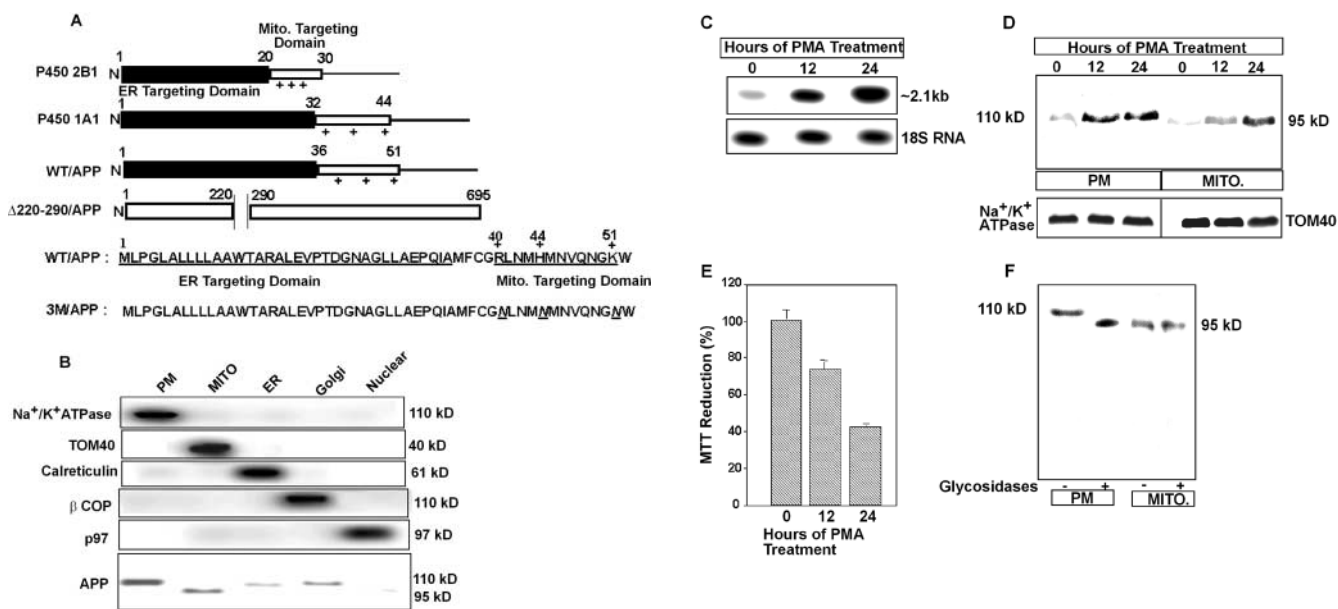 A
Mito. Targeting
Domain
1 20 30
P450 2B1 N
+++
ER Targeting Domain
1 32 44
P450 1A1 N
+ + +
1 36 51
WT/APP N
+ + +
1 220 290 695
Δ220-290/APP N
1 40 44 51
+ + +
WT/APP : MLPGLALLLLAAWTARALEVPTDGNAGLLAEPQIAMFCGRLNMHMNVQNGKW
ER Targeting Domain Mito. Targeting Domain
3M/APP : MLPGLALLLLAAWTARALEVPTDGNAGLLAEPQIAMFCGNLNMNMNVQNGNW
B
PM MITO ER Golgi Nuclear
Na+/K+ATPase 110 kD
TOM40 40 kD
Calreticulin 61 kD
β COP 110 kD
p97 97 kD
APP 110 kD
95 kD
C
Hours of PMA Treatment
0 12 24
~2.1kb
18S RNA
D
Hours of PMA Treatment
0 12 24 0 12 24
110 kD 95 kD
PM MITO.
Na+/K+
ATPase TOM40
E
MTT Reduction (%)
120
100
80
60
40
20
0
0 12 24
Hours of PMA
Treatment
F
110 kD 95 kD
Glycosidases - + - +
PM MITO.